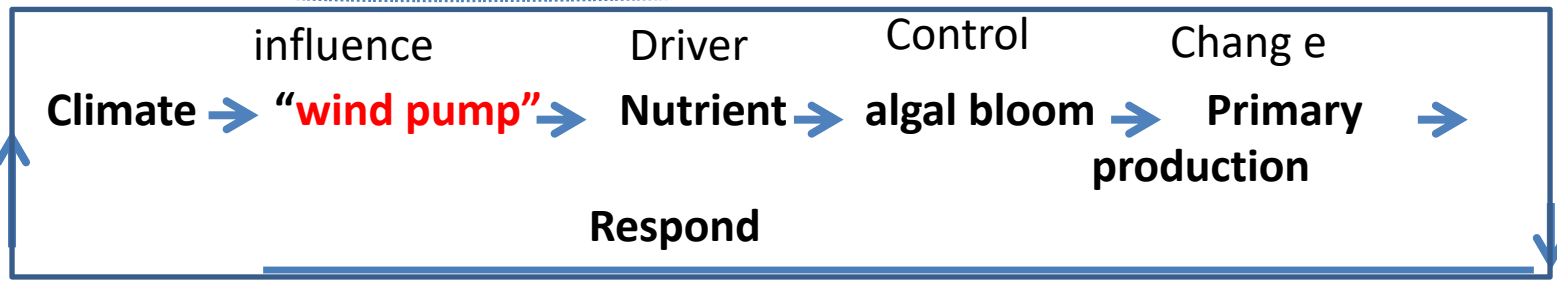 influence Driver Control Chang e
Climate “wind pump” Nutrient algal bloom Primary
production
Respond